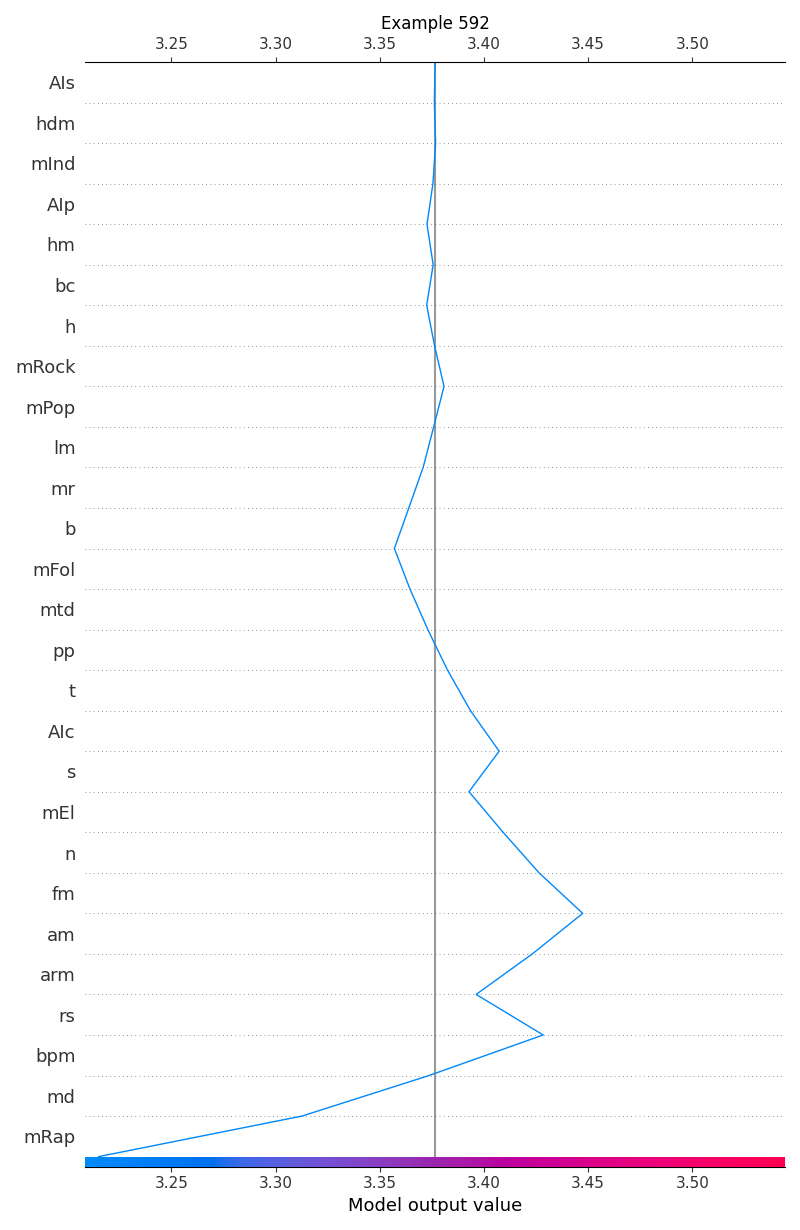 Example 592
3.25 3.30 3.35 3.40 3.45 3.50
AIs
hdm
mInd
AIp
hm
bc
h
mRock
mPop
lm
mr
b
mFol
mtd
pp
t
AIc
s
mEl
n
fm
am
arm
rs
bpm
md
mRap
3.25 3.30 3.35 3.40 3.45 3.50
Model output value